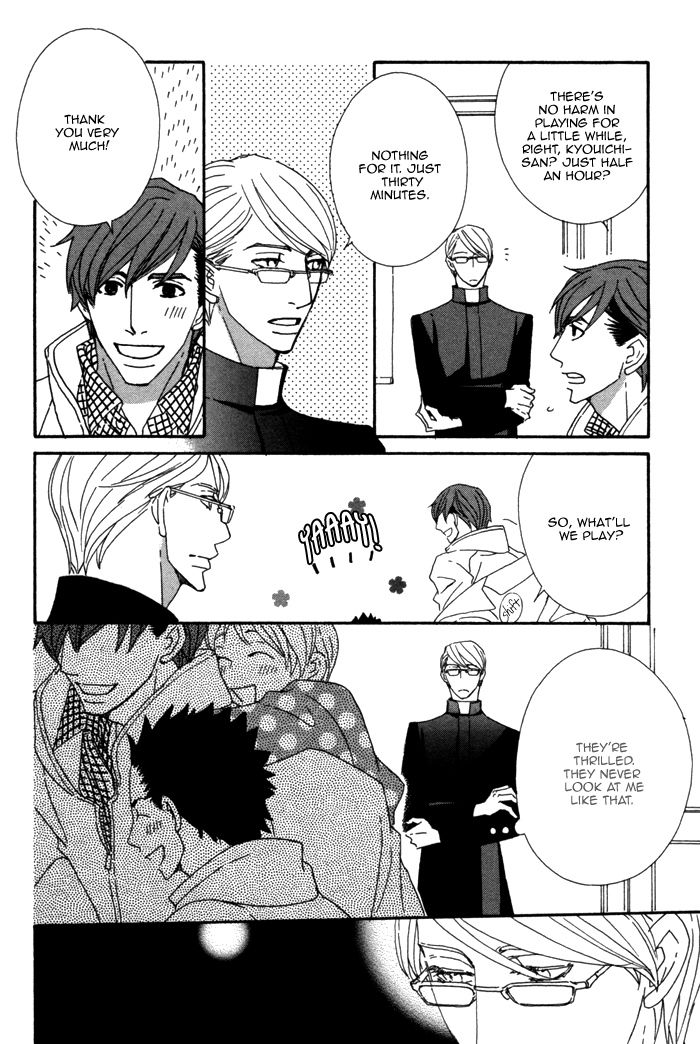 THERE'S
NO HARM IN
PLAYING FOR
A LITTLE WHILE,
RIGHT, KYOUICHI-
SAN? JUST HALF
AN HOUR?
NOTHING
FOR IT. JUST
THIRTY
MINUTES.
THANK
YOU VERY
MUCH!
SO, WHAT'LL
WE PLAY?
shift
YAAAAY!
THEY'RE
THRILLED.
THEY NEVER
LOOK AT ME
LIKE THAT.